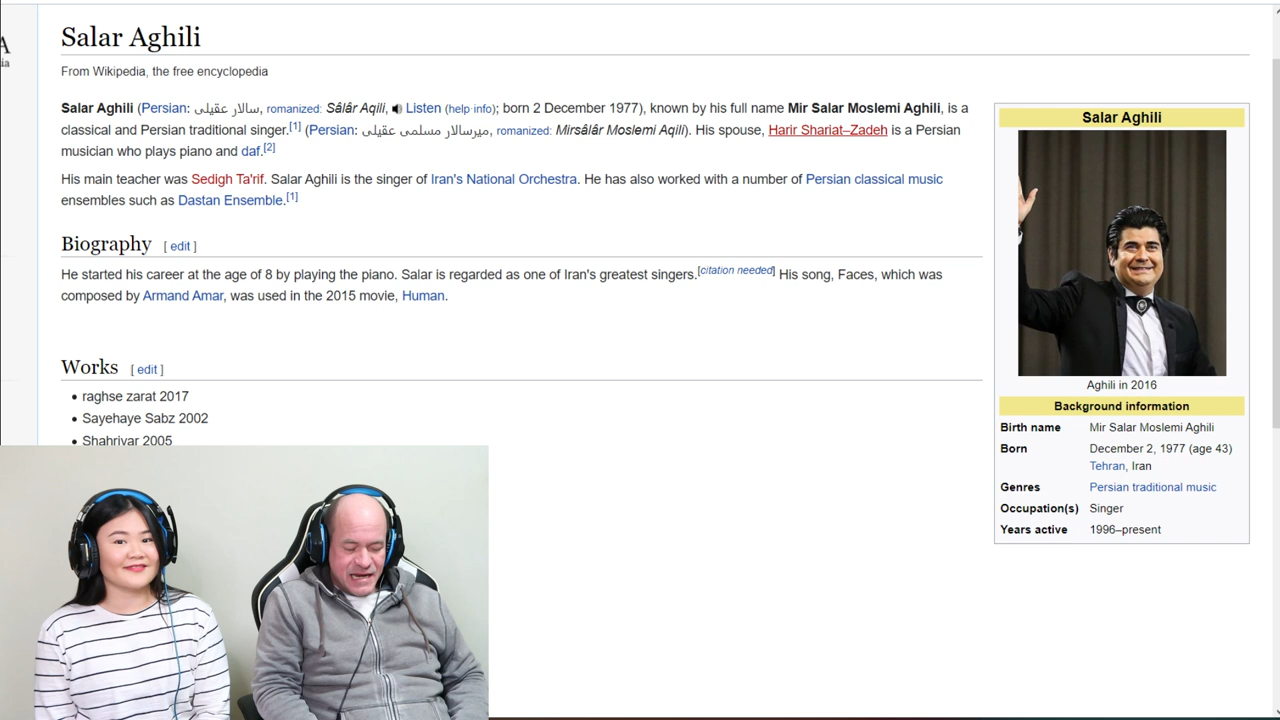 A
ia
Salar Aghili
From Wikipedia, the free encyclopedia
Salar Aghili (Persian: سالار عقیلی, romanized: Sâlâr Aqili, Listen (help·info); born 2 December 1977), known by his full name Mir Salar Moslemi Aghili, is a
classical and Persian traditional singer.[1] (Persian: میرسالار مسلمی عقیلی, romanized: Mirsâlâr Moslemi Aqili). His spouse, Harir Shariat–Zadeh is a Persian
musician who plays piano and daf.[2]
His main teacher was Sedigh Ta'rif. Salar Aghili is the singer of Iran's National Orchestra. He has also worked with a number of Persian classical music
ensembles such as Dastan Ensemble.[1]
Biography [ edit ]
He started his career at the age of 8 by playing the piano. Salar is regarded as one of Iran's greatest singers.[citation needed] His song, Faces, which was
composed by Armand Amar, was used in the 2015 movie, Human.
Works [ edit ]
• raghse zarat 2017
• Sayehaye Sabz 2002
• Shahriyar 2005
Salar Aghili
Aghili in 2016
Background information
Birth name Mir Salar Moslemi Aghili
Born December 2, 1977 (age 43)
Tehran, Iran
Genres Persian traditional music
Occupation(s) Singer
Years active 1996–present